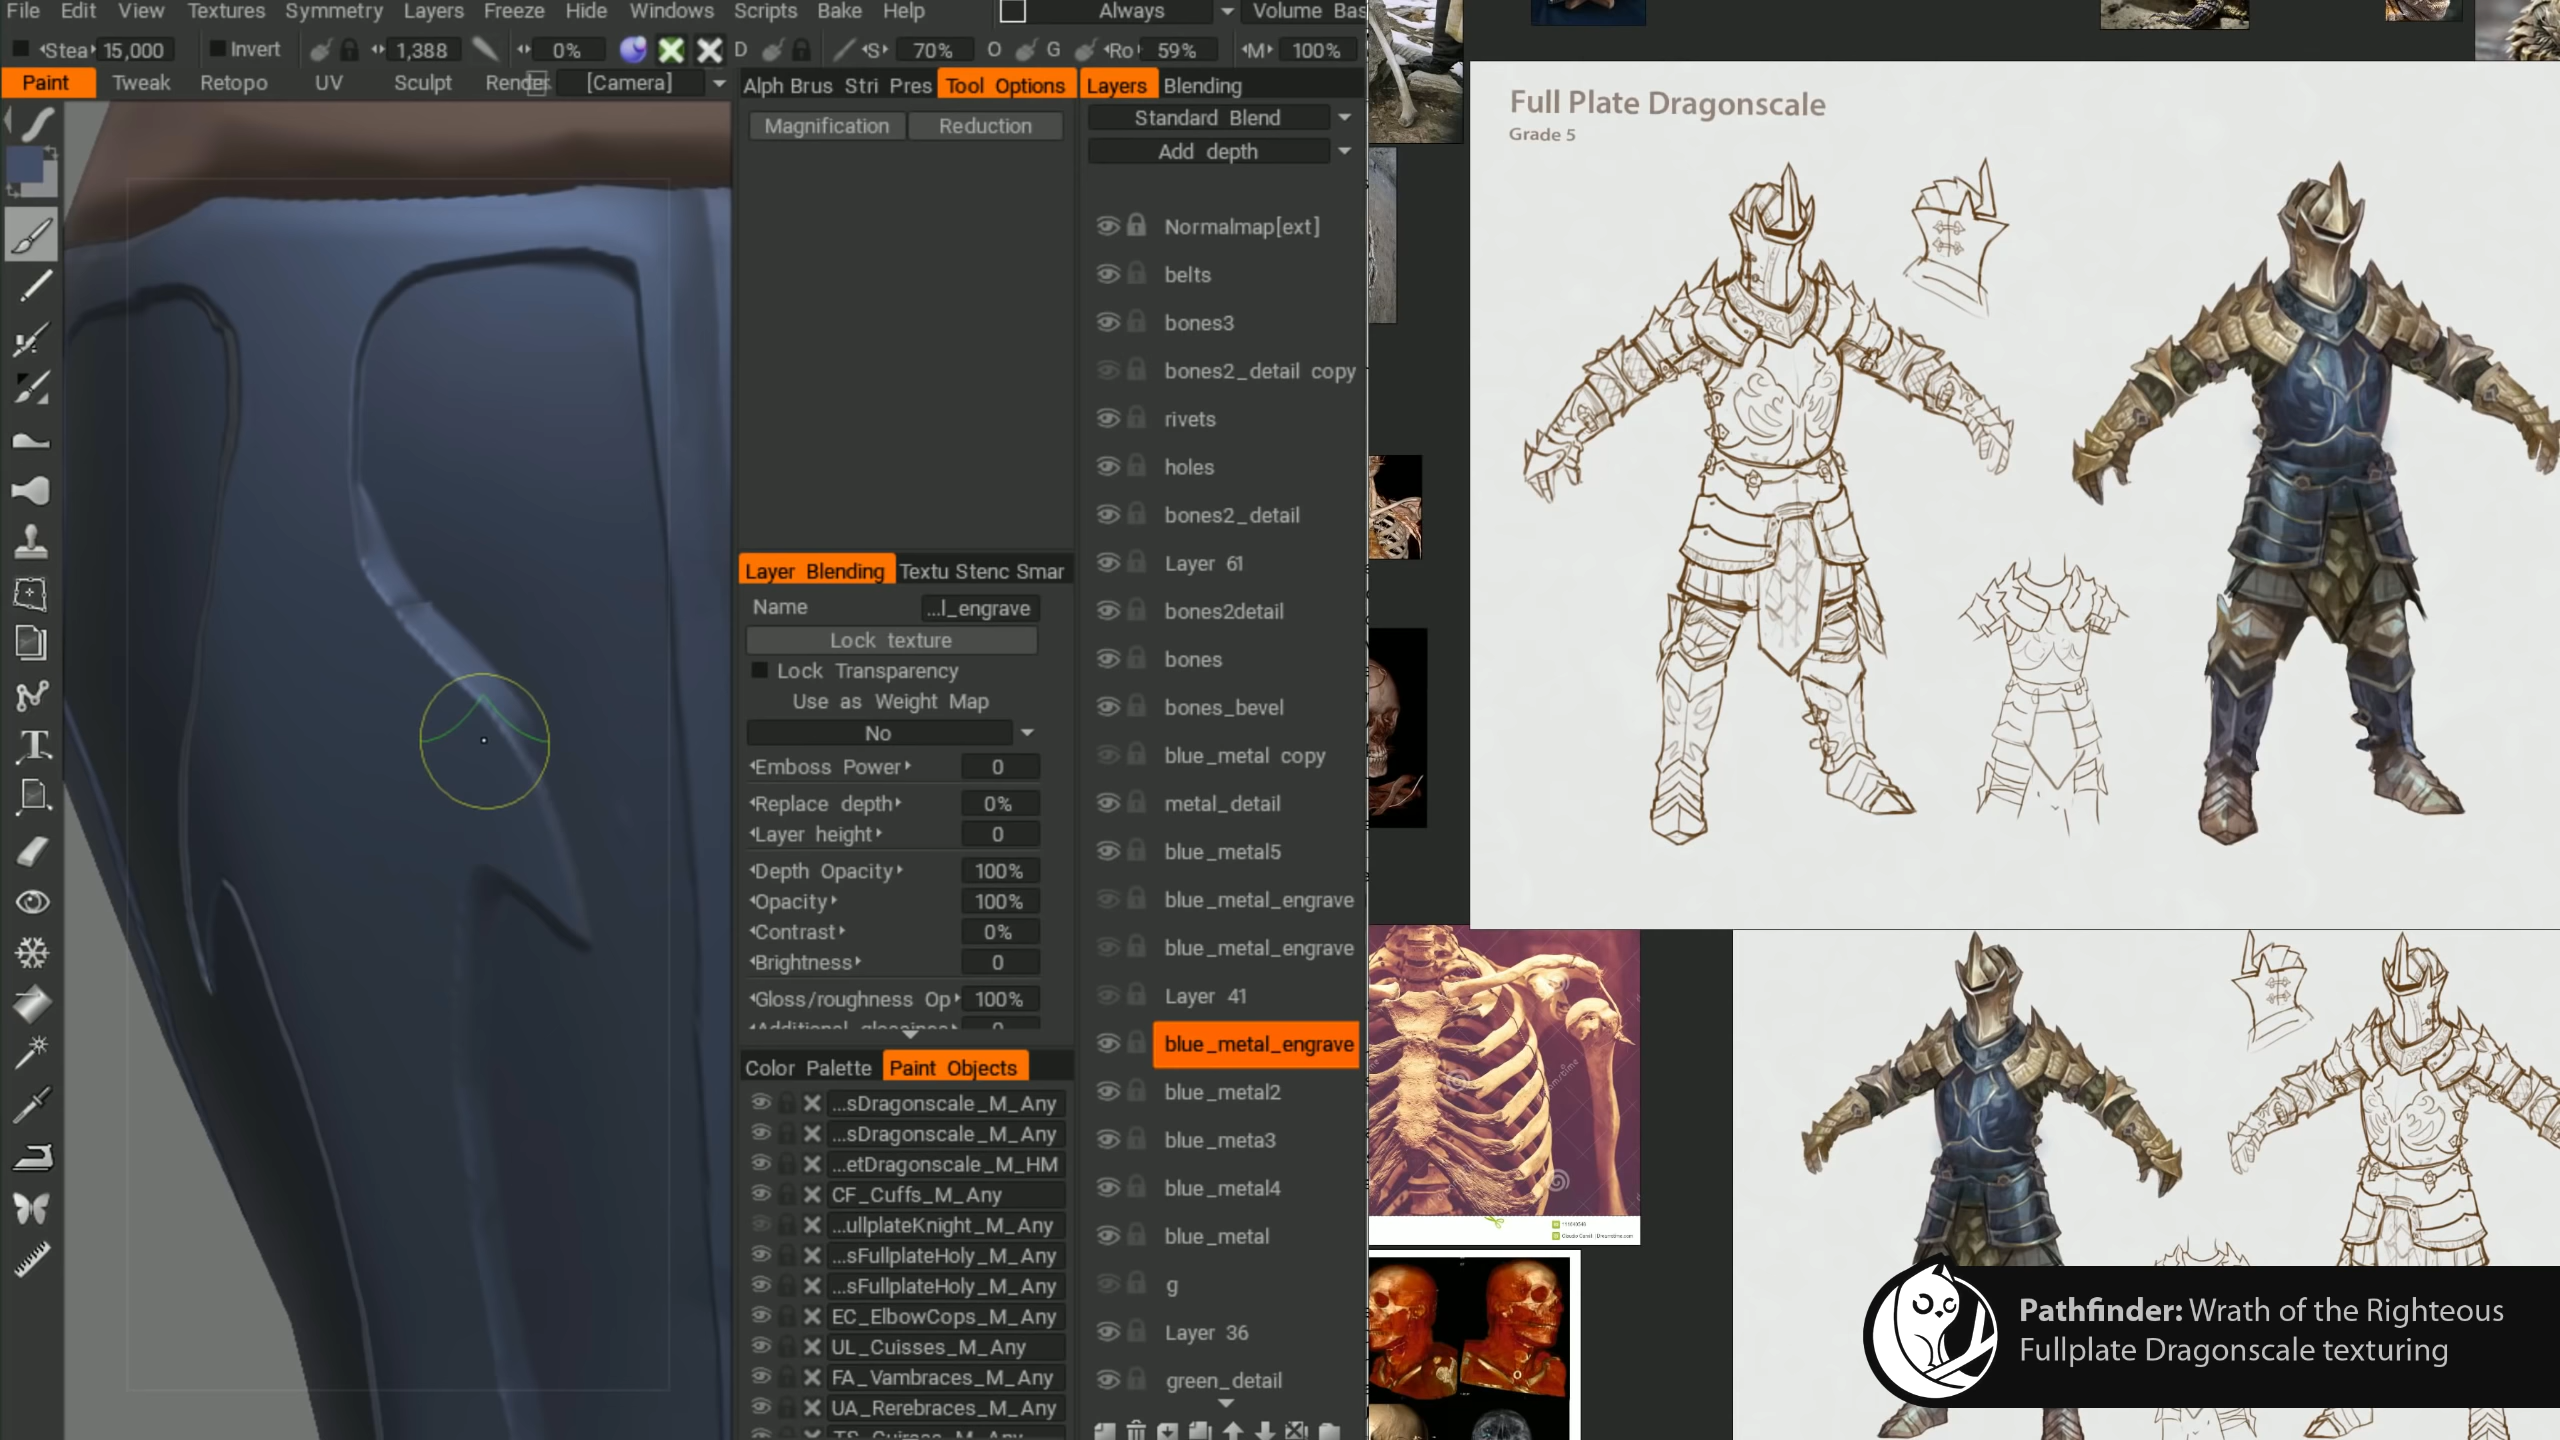 File Edit View Textures Symmetry Layers Freeze Hide Windows Scripts Bake Help Always Volume Bas
Stea 15,000 Invert 1,388 0% D S 70% O G Ro 59% M 100%
Paint Tweak Retopo UV Sculpt Render [Camera]
Alph Brus Stri Pres Tool Options
Magnification Reduction
Layers Blending
Standard Blend
Add depth
Normalmap[ext]
belts
bones3
bones2_detail copy
rivets
holes
bones2_detail
Layer 61
bones2detail
bones
bones_bevel
blue_metal copy
metal_detail
blue_metal5
blue_metal_engrave
blue_metal_engrave
Layer 41
blue_metal_engrave
blue_metal2
blue_meta3
blue_metal4
blue_metal
g
Layer 36
green_detail
Layer Blending Textu Stenc Smar
Name ...l_engrave
Lock texture
Lock Transparency
Use as Weight Map
No
Emboss Power 0
Replace depth 0%
Layer height 0
Depth Opacity 100%
Opacity 100%
Contrast 0%
Brightness 0
Gloss/roughness Op 100%
Color Palette Paint Objects
...sDragonscale_M_Any
...sDragonscale_M_Any
...etDragonscale_M_HM
CF_Cuffs_M_Any
...ullplateKnight_M_Any
...sFullplateHoly_M_Any
...sFullplateHoly_M_Any
EC_ElbowCops_M_Any
UL_Cuisses_M_Any
FA_Vambraces_M_Any
UA_Rerebraces_M_Any
Full Plate Dragonscale
Grade 5
Pathfinder: Wrath of the Righteous
Fullplate Dragonscale texturing